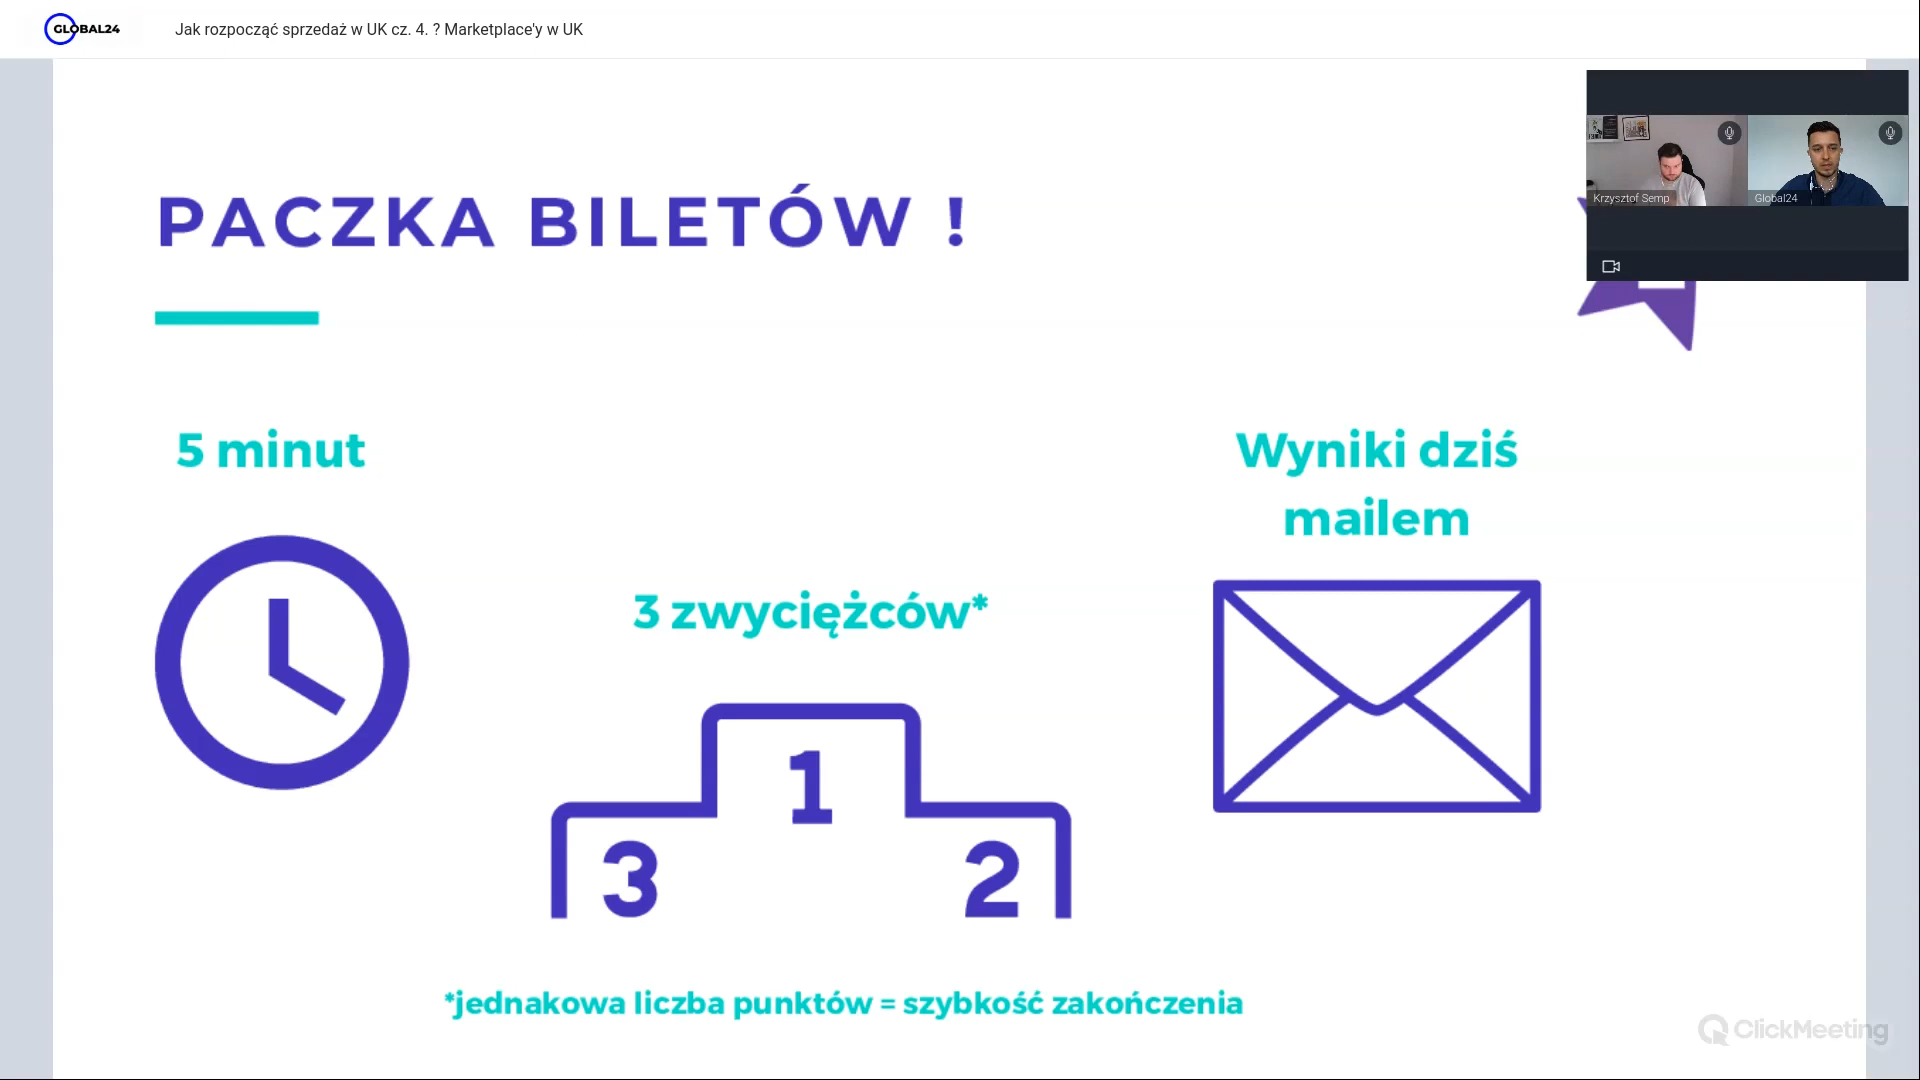 GLOBAL24
Jak rozpocząć sprzedaż w UK cz. 4. ? Marketplace'y w UK
PACZKA BILETÓW !
Krzysztof Semp
Global24
5 minut
Wyniki dziś
mailem
3 zwycięzców*
1
3
2
*jednakowa liczba punktów = szybkość zakończenia
ClickMeeting